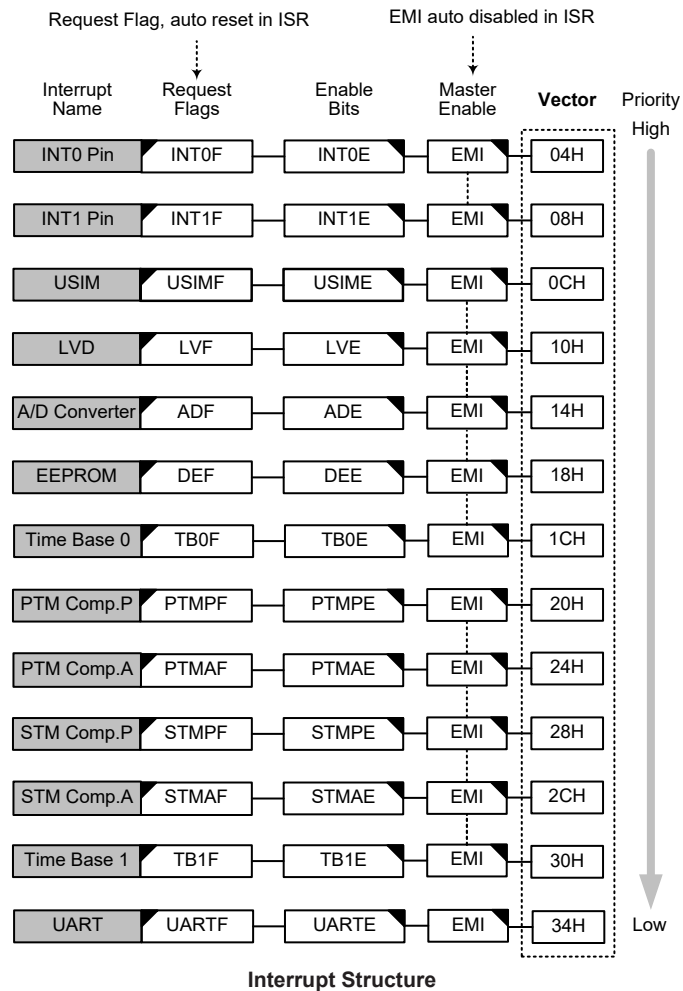 Request Flag, auto reset in ISR EMI auto disabled in ISR
Interrupt Name Request Flags Enable Bits Master Enable Vector Priority
High
INT0 Pin INT0F INT0E EMI 04H
INT1 Pin INT1F INT1E EMI 08H
USIM USIMF USIME EMI 0CH
LVD LVF LVE EMI 10H
A/D Converter ADF ADE EMI 14H
EEPROM DEF DEE EMI 18H
Time Base 0 TB0F TB0E EMI 1CH
PTM Comp.P PTMPF PTMPE EMI 20H
PTM Comp.A PTMAF PTMAE EMI 24H
STM Comp.P STMPF STMPE EMI 28H
STM Comp.A STMAF STMAE EMI 2CH
Time Base 1 TB1F TB1E EMI 30H
UART UARTF UARTE EMI 34H Low
Interrupt Structure